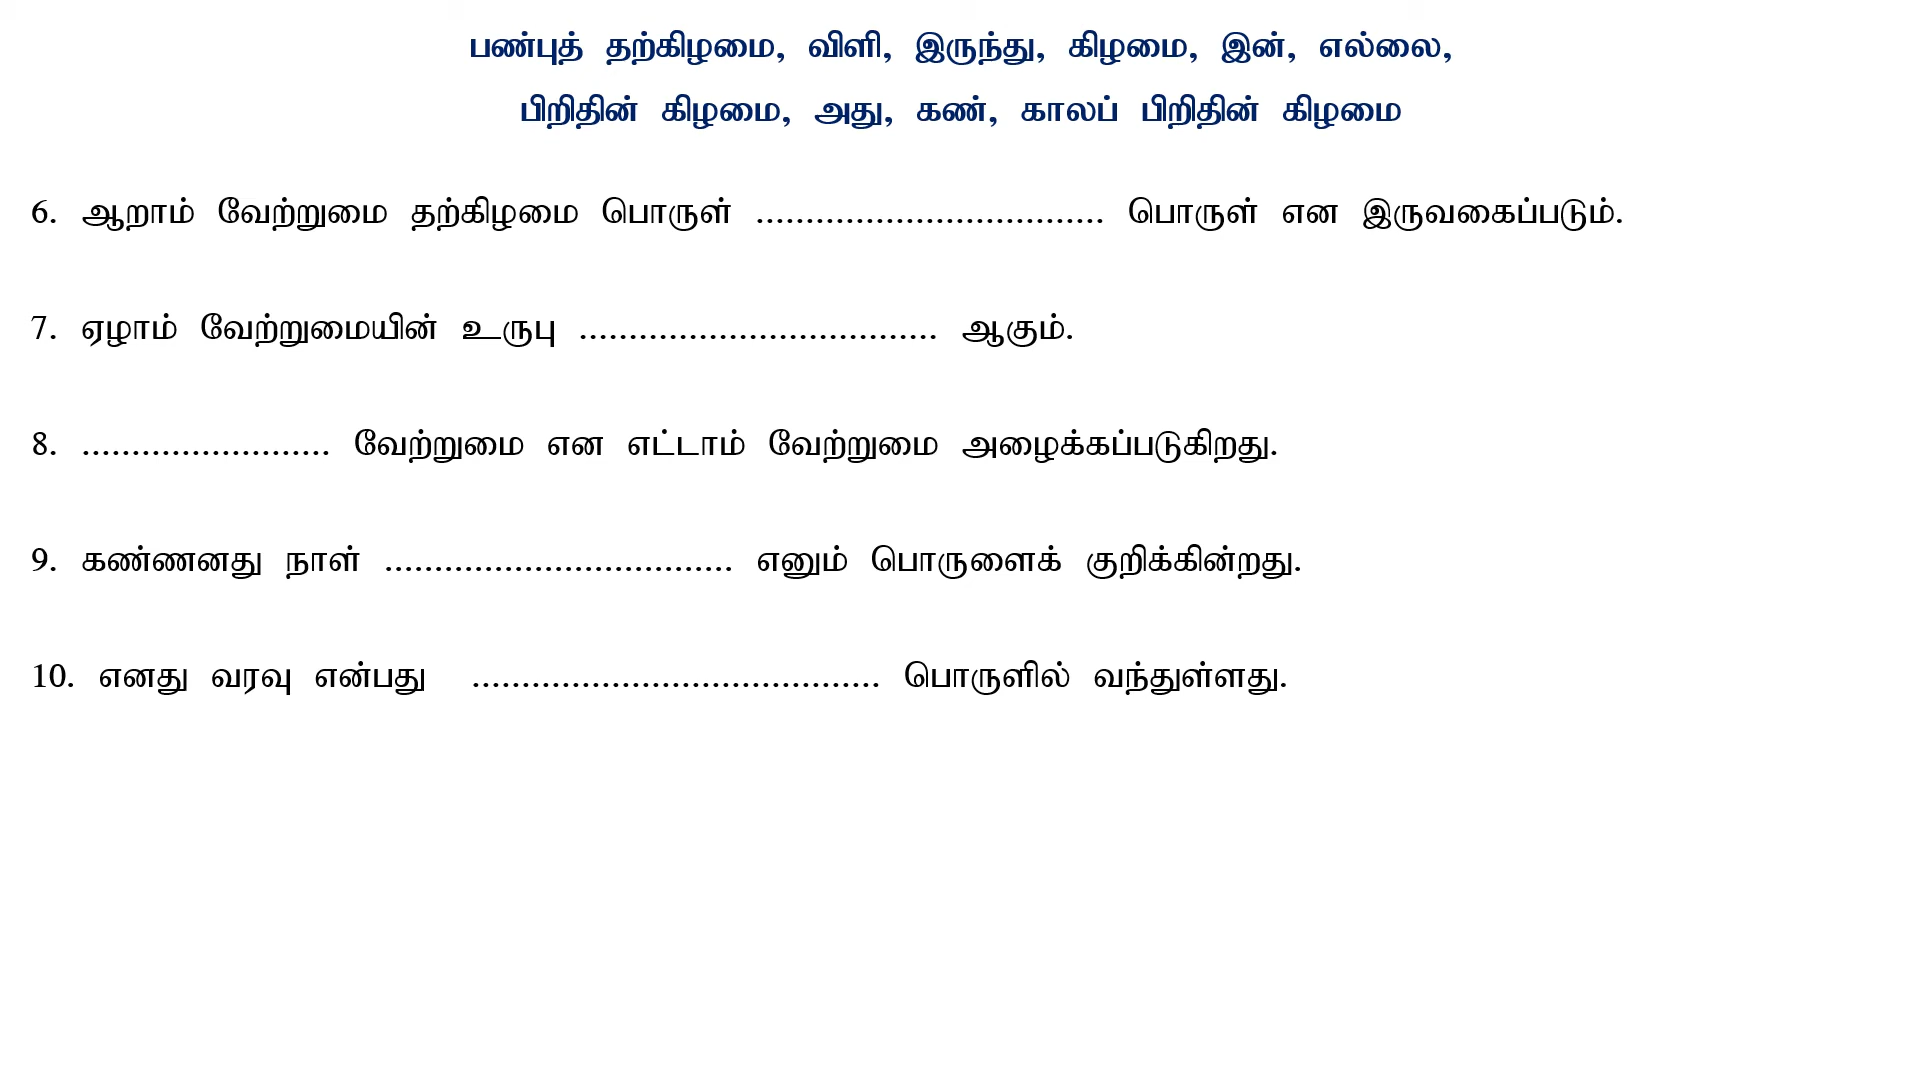 பண்புத் தற்கிழமை, விளி, இருந்து, கிழமை, இன், எல்லை,
பிறிதின் கிழமை, அது, கண், காலப் பிறிதின் கிழமை
6. ஆறாம் வேற்றுமை தற்கிழமை பொருள் ................................... பொருள் என இருவகைப்படும்.
7. ஏழாம் வேற்றுமையின் உருபு .................................... ஆகும்.
8. ......................... வேற்றுமை என எட்டாம் வேற்றுமை அழைக்கப்படுகிறது.
9. கண்ணனது நாள் ................................... எனும் பொருளைக் குறிக்கின்றது.
10. எனது வரவு என்பது ......................................... பொருளில் வந்துள்ளது.